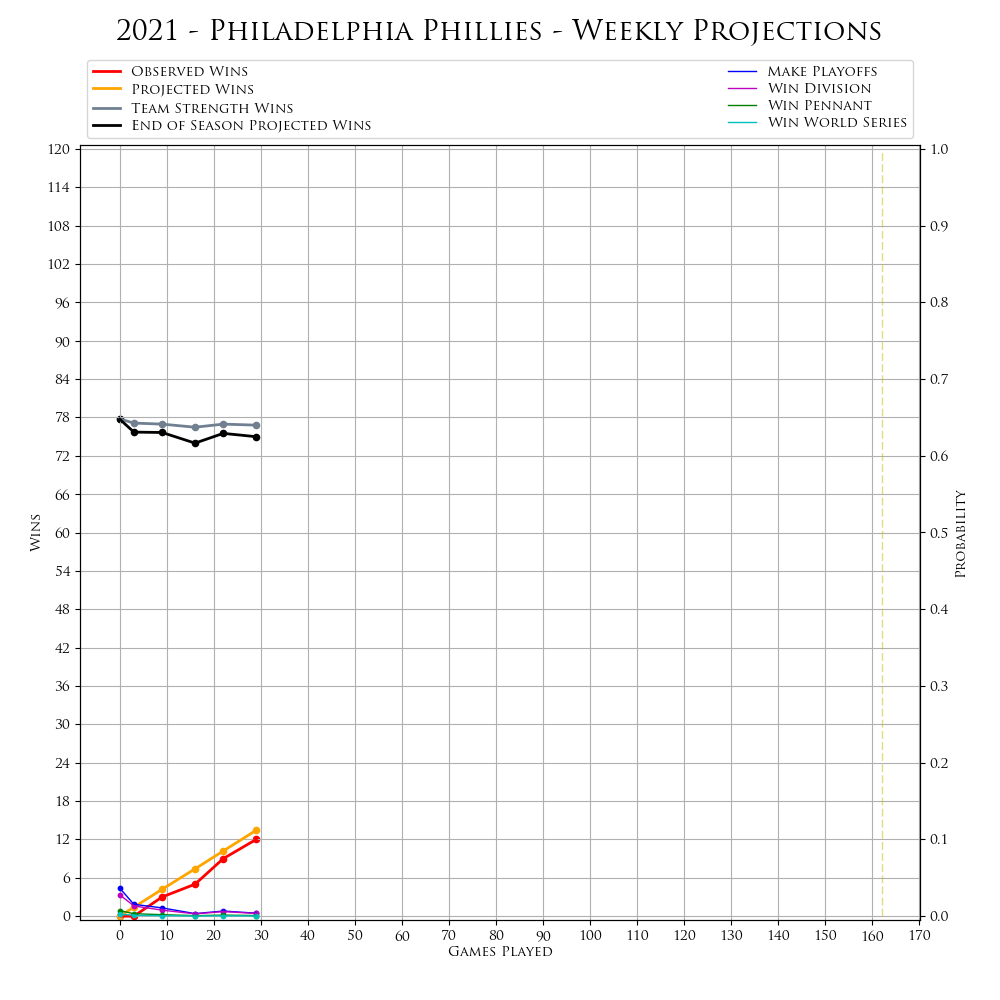 2021 - Philadelphia Phillies - Weekly Projections
Observed Wins
Projected Wins
Team Strength Wins
End of Season Projected Wins
Make Playoffs
Win Division
Win Pennant
Win World Series
120
114
108
102
96
90
84
78
72
66
60
54
48
42
36
30
24
18
12
6
0
Wins
1.0
0.9
0.8
0.7
0.6
0.5
0.4
0.3
0.2
0.1
0.0
Probability
0 10 20 30 40 50 60 70 80 90 100 110 120 130 140 150 160 170
Games Played